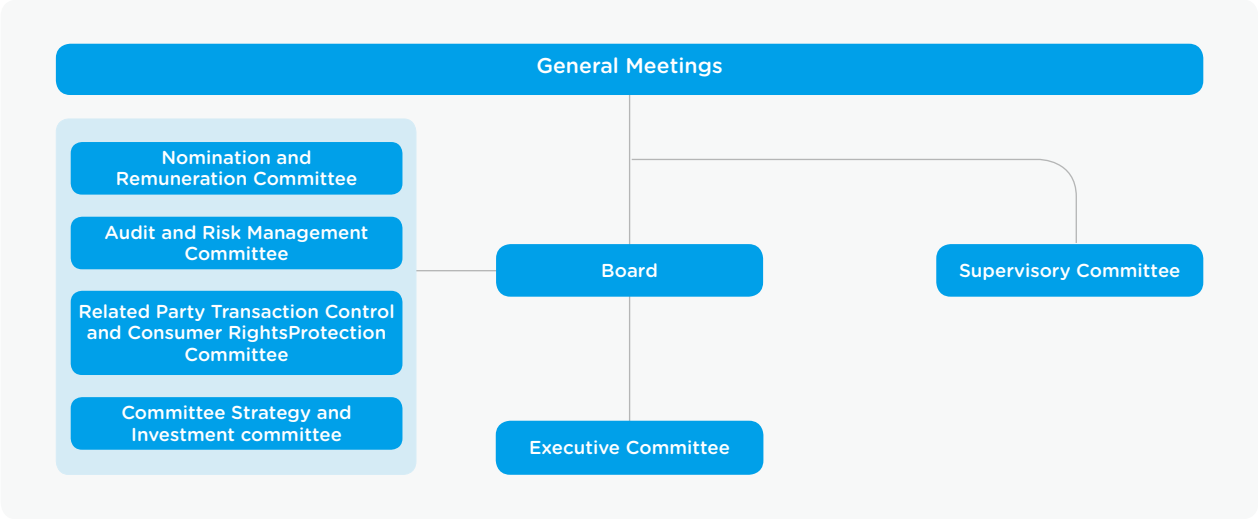 General Meetings
Nomination and
Remuneration Committee
Audit and Risk Management
Committee
Related Party Transaction Control
and Consumer RightsProtection
Committee
Committee Strategy and
Investment committee
Board
Supervisory Committee
Executive Committee